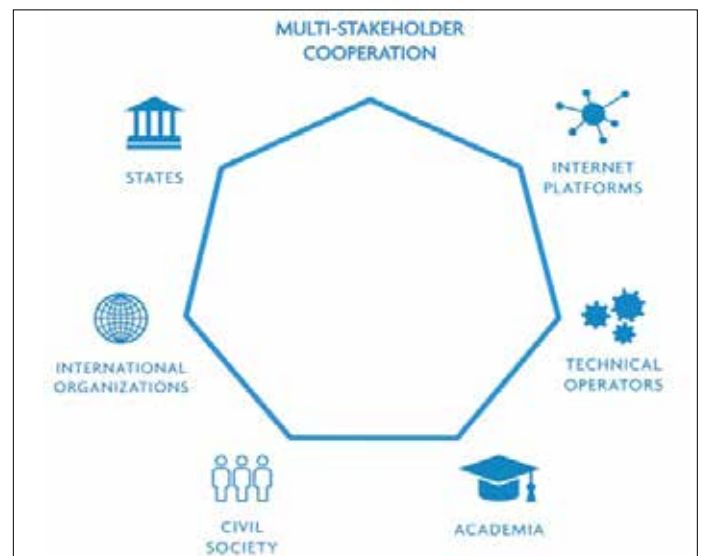 MULTI-STAKEHOLDER
COOPERATION
STATES
INTERNET
PLATFORMS
INTERNATIONAL
ORGANIZATIONS
TECHNICAL
OPERATORS
CIVIL
SOCIETY
ACADEMIA